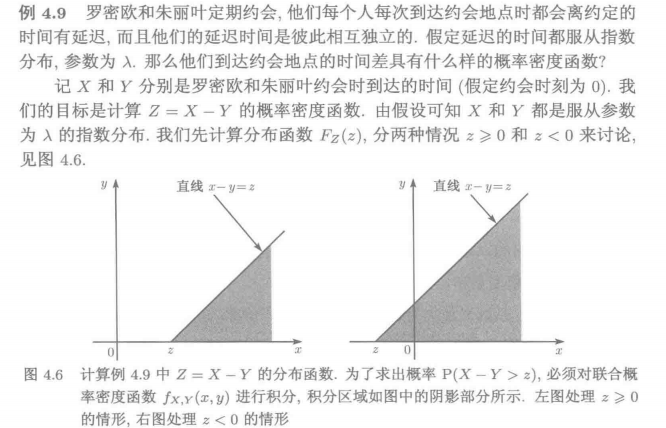 例 4.9 罗密欧和朱丽叶定期约会, 他们每个人每次到达约会地点时都会离约定的
时间有延迟, 而且他们的延迟时间是彼此相互独立的. 假定延迟的时间都服从指数
分布, 参数为 λ. 那么他们到达约会地点的时间差具有什么样的概率密度函数?
记 X 和 Y 分别是罗密欧和朱丽叶约会时到达的时间 (假定约会时刻为 0). 我
们的目标是计算 Z = X − Y 的概率密度函数. 由假设可知 X 和 Y 都是服从参数
为 λ 的指数分布. 我们先计算分布函数 F_Z(z), 分两种情况 z ⩾ 0 和 z < 0 来讨论,
见图 4.6.
y
直线 x−y=z
0
z
x
y
直线 x−y=z
z
0
x
图 4.6 计算例 4.9 中 Z = X − Y 的分布函数. 为了求出概率 P(X − Y > z), 必须对联合概
率密度函数 f_{X,Y}(x, y) 进行积分, 积分区域如图中的阴影部分所示. 左图处理 z ⩾ 0
的情形, 右图处理 z < 0 的情形